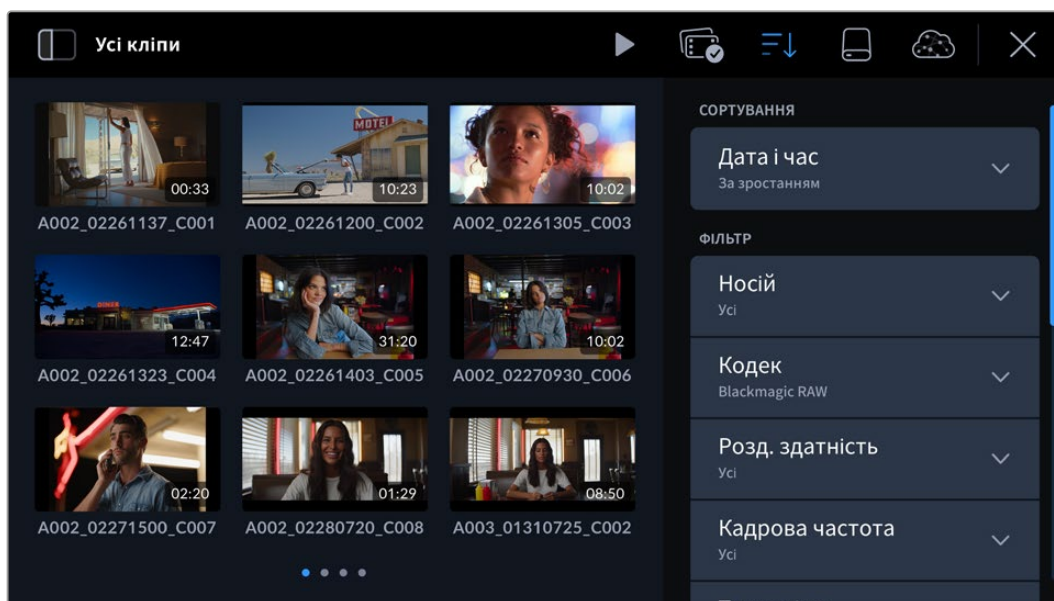 Усі кліпи
00:33
10:23
10:02
A002_02261137_C001
A002_02261200_C002
A002_02261305_C003
12:47
31:20
10:02
A002_02261323_C004
A002_02261403_C005
A002_02270930_C006
02:20
01:29
08:50
A002_02271500_C007
A002_02280720_C008
A003_01310725_C002
MOTEL
DINER
СОРТУВАННЯ
Дата і час
За зростанням
ФІЛЬТР
Носій
Усі
Кодек
Blackmagic RAW
Розд. здатність
Усі
Кадрова частота
Усі